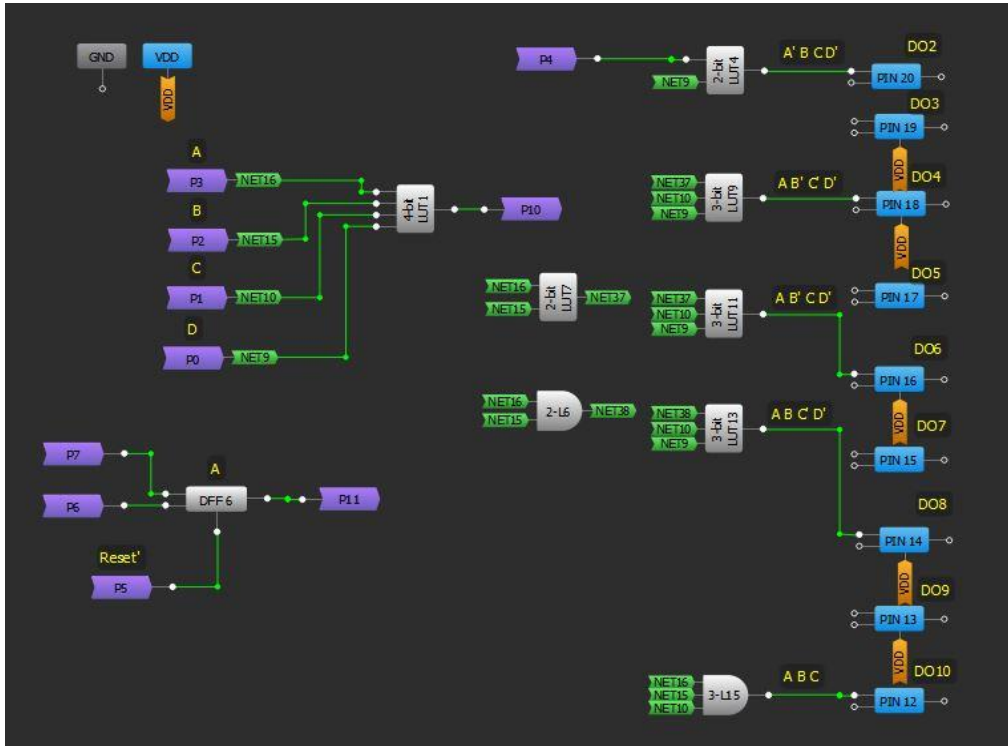 GND
VDD
VDD
P4
NET9
2-bit
LUT4
A' B C D'
DO2
PIN 20
DO3
PIN 19
VDD
A
P3
NET16
B
P2
NET15
C
P1
NET10
D
P0
NET9
4-bit
LUT1
P10
NET37
NET10
NET9
3-bit
LUT9
A B' C' D'
DO4
PIN 18
VDD
DO5
PIN 17
NET16
NET15
2-bit
LUT7
NET37
NET37
NET10
NET9
3-bit
LUT11
A B' C D'
DO6
PIN 16
VDD
DO7
PIN 15
NET16
NET15
2-L6
NET38
NET38
NET10
NET9
3-bit
LUT13
A B C' D'
DO8
PIN 14
VDD
DO9
PIN 13
VDD
P7
P6
A
DFF 6
P11
Reset'
P5
NET16
NET15
NET10
3-L15
A B C
DO10
PIN 12